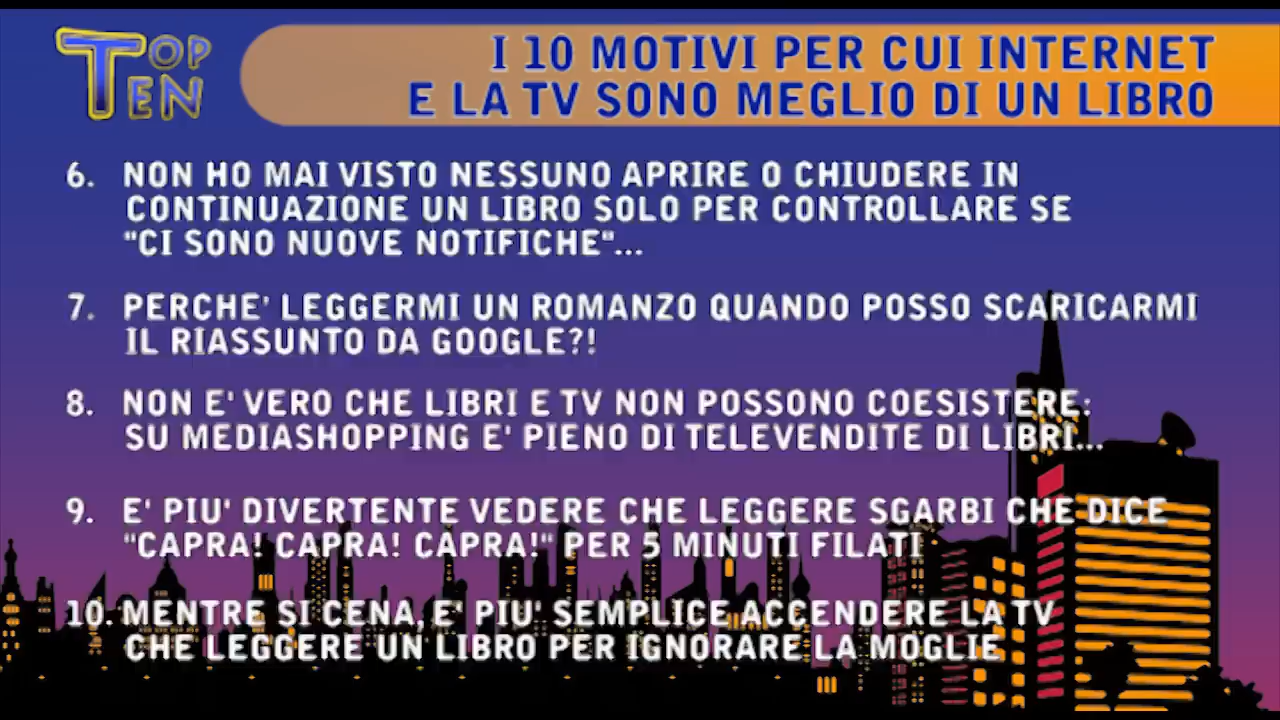 TOP
TEN
I 10 MOTIVI PER CUI INTERNET
E LA TV SONO MEGLIO DI UN LIBRO
6. NON HO MAI VISTO NESSUNO APRIRE O CHIUDERE IN
CONTINUAZIONE UN LIBRO SOLO PER CONTROLLARE SE
"CI SONO NUOVE NOTIFICHE"...
7. PERCHE' LEGGERMI UN ROMANZO QUANDO POSSO SCARICARMI
IL RIASSUNTO DA GOOGLE?!
8. NON E' VERO CHE LIBRI E TV NON POSSONO COESISTERE:
SU MEDIASHOPPING E' PIENO DI TELEVENDITE DI LIBRI...
9. E' PIU' DIVERTENTE VEDERE CHE LEGGERE SGARBI CHE DICE
"CAPRA! CAPRA! CAPRA!" PER 5 MINUTI FILATI
10. MENTRE SI CENA, E' PIU' SEMPLICE ACCENDERE LA TV
CHE LEGGERE UN LIBRO PER IGNORARE LA MOGLIE